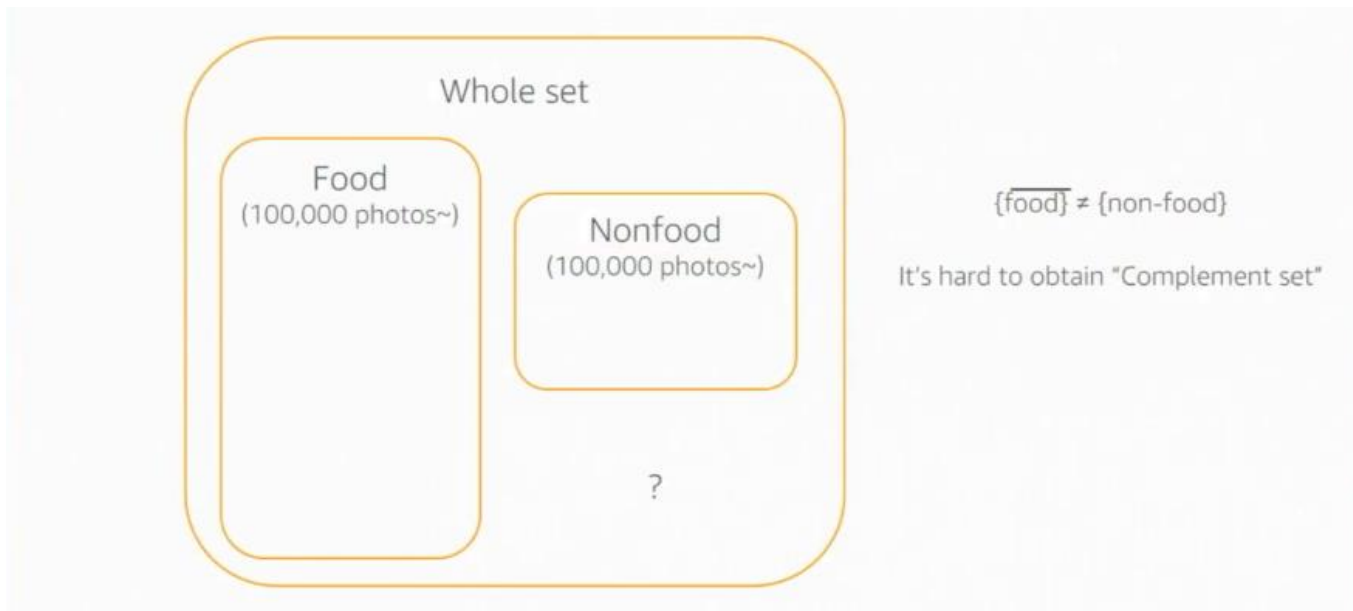 Whole set
Food
(100,000 photos~)
Nonfood
(100,000 photos~)
?
{food} ≠ {non-food}
It's hard to obtain "Complement set"